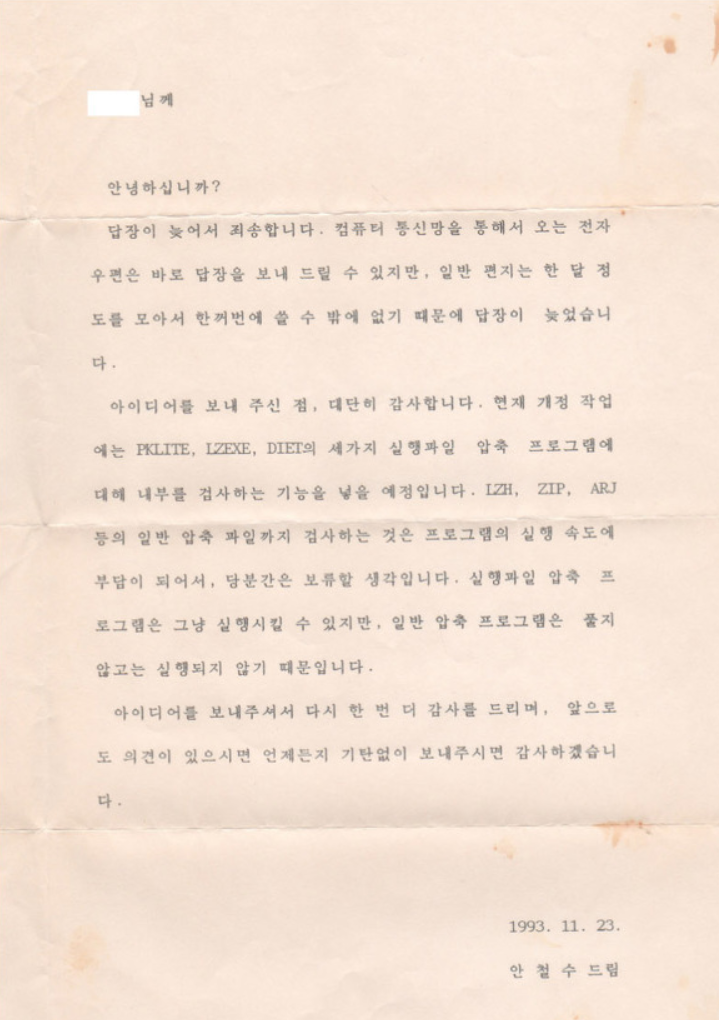 님께
안녕하십니까?
답장이 늦어서 죄송합니다. 컴퓨터 통신망을 통해서 오는 전자
우편은 바로 답장을 보내 드릴 수 있지만, 일반 편지는 한 달 정
도를 모아서 한꺼번에 쓸 수 밖에 없기 때문에 답장이 늦었습니
다.
아이디어를 보내 주신 점, 대단히 감사합니다. 현재 개정 작업
에는 PKLITE, LZEXE, DIET의 세가지 실행파일 압축 프로그램에
대해 내부를 검사하는 기능을 넣을 예정입니다. LZH, ZIP, ARJ
등의 일반 압축 파일까지 검사하는 것은 프로그램의 실행 속도에
부담이 되어서, 당분간은 보류할 생각입니다. 실행파일 압축 프
로그램은 그냥 실행시킬 수 있지만, 일반 압축 프로그램은 풀지
않고는 실행되지 않기 때문입니다.
아이디어를 보내주셔서 다시 한 번 더 감사를 드리며, 앞으로
도 의견이 있으시면 언제든지 기탄없이 보내주시면 감사하겠습니
다.
1993. 11. 23.
안 철 수 드림